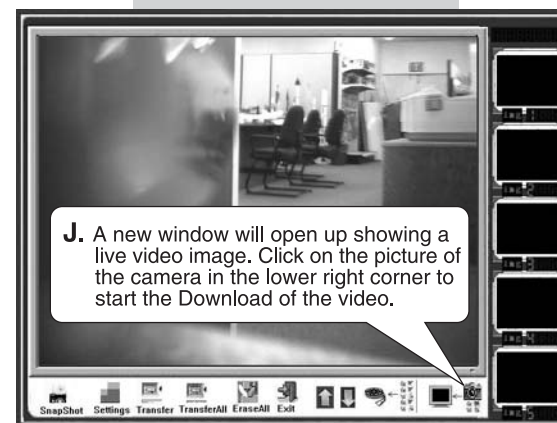 J. A new window will open up showing a
live video image. Click on the picture of
the camera in the lower right corner to
start the Download of the video.
SnapShot Settings Transfer TransferAll EraseAll Exit